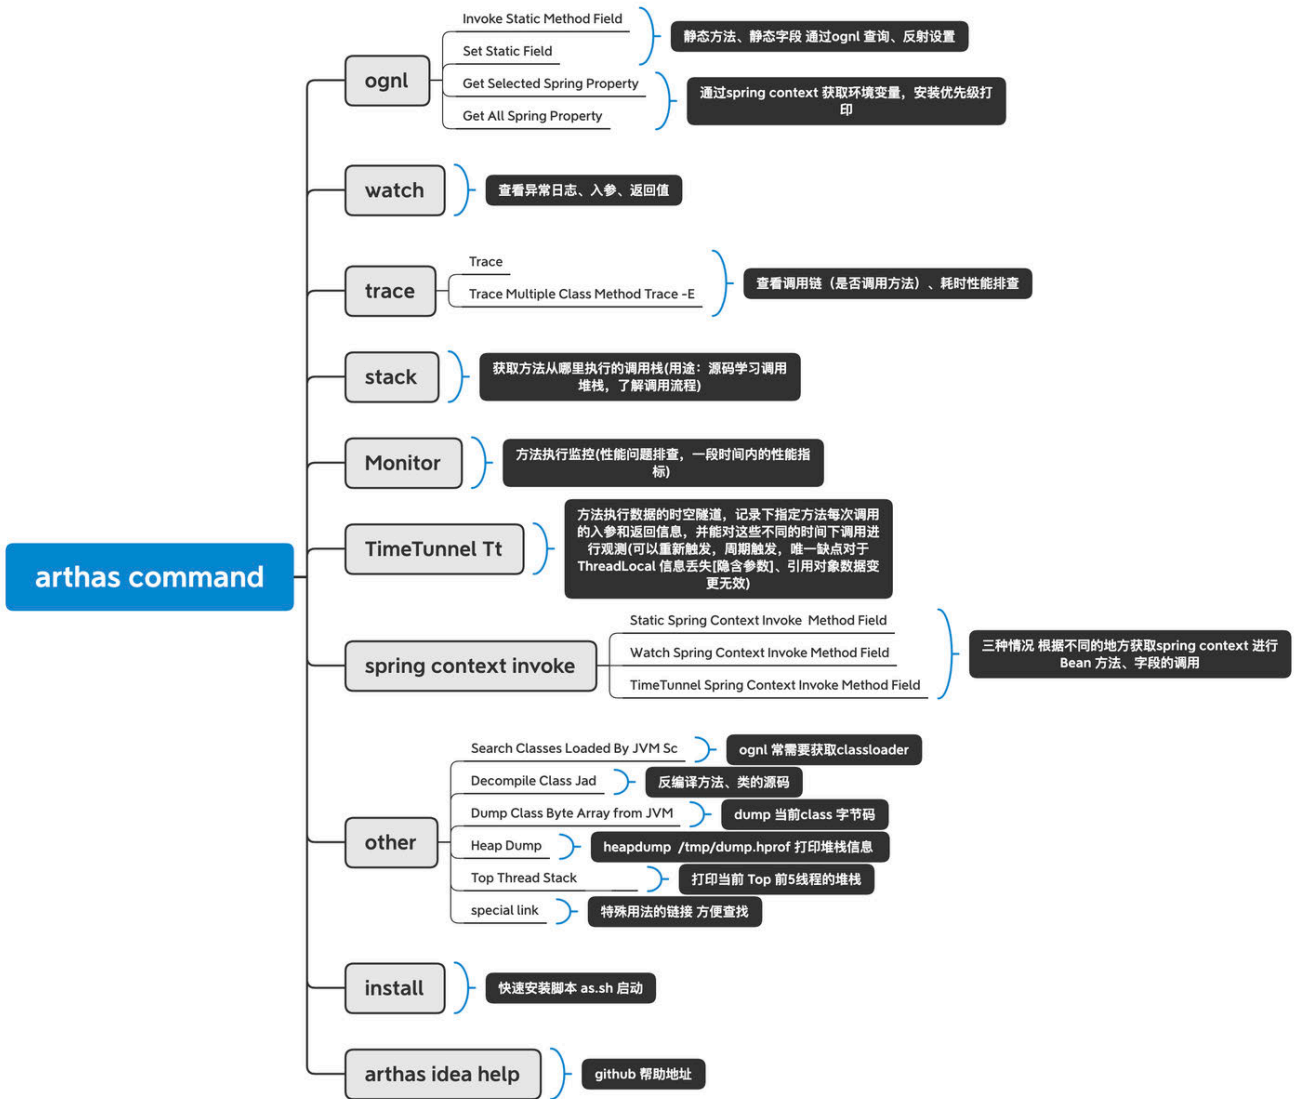 arthas command
ognl
Invoke Static Method Field
Set Static Field
静态方法、静态字段 通过ognl 查询、反射设置
Get Selected Spring Property
Get All Spring Property
通过spring context 获取环境变量，安装优先级打
印
watch
查看异常日志、入参、返回值
trace
Trace
Trace Multiple Class Method Trace -E
查看调用链（是否调用方法）、耗时性能排查
stack
获取方法从哪里执行的调用栈(用途：源码学习调用
堆栈，了解调用流程)
Monitor
方法执行监控(性能问题排查，一段时间内的性能指
标)
TimeTunnel Tt
方法执行数据的时空隧道，记录下指定方法每次调用
的入参和返回信息，并能对这些不同的时间下调用进
行观测(可以重新触发，周期触发，唯一缺点对于
ThreadLocal 信息丢失[隐含参数]、引用对象数据变
更无效)
spring context invoke
Static Spring Context Invoke  Method Field
Watch Spring Context Invoke Method Field
TimeTunnel Spring Context Invoke Method Field
三种情况 根据不同的地方获取spring context 进行
Bean 方法、字段的调用
other
Search Classes Loaded By JVM Sc
ognl 常需要获取classloader
Decompile Class Jad
反编译方法、类的源码
Dump Class Byte Array from JVM
dump 当前class 字节码
Heap Dump
heapdump  /tmp/dump.hprof 打印堆栈信息
Top Thread Stack
打印当前 Top 前5线程的堆栈
special link
特殊用法的链接 方便查找
install
快速安装脚本 as.sh 启动
arthas idea help
github 帮助地址